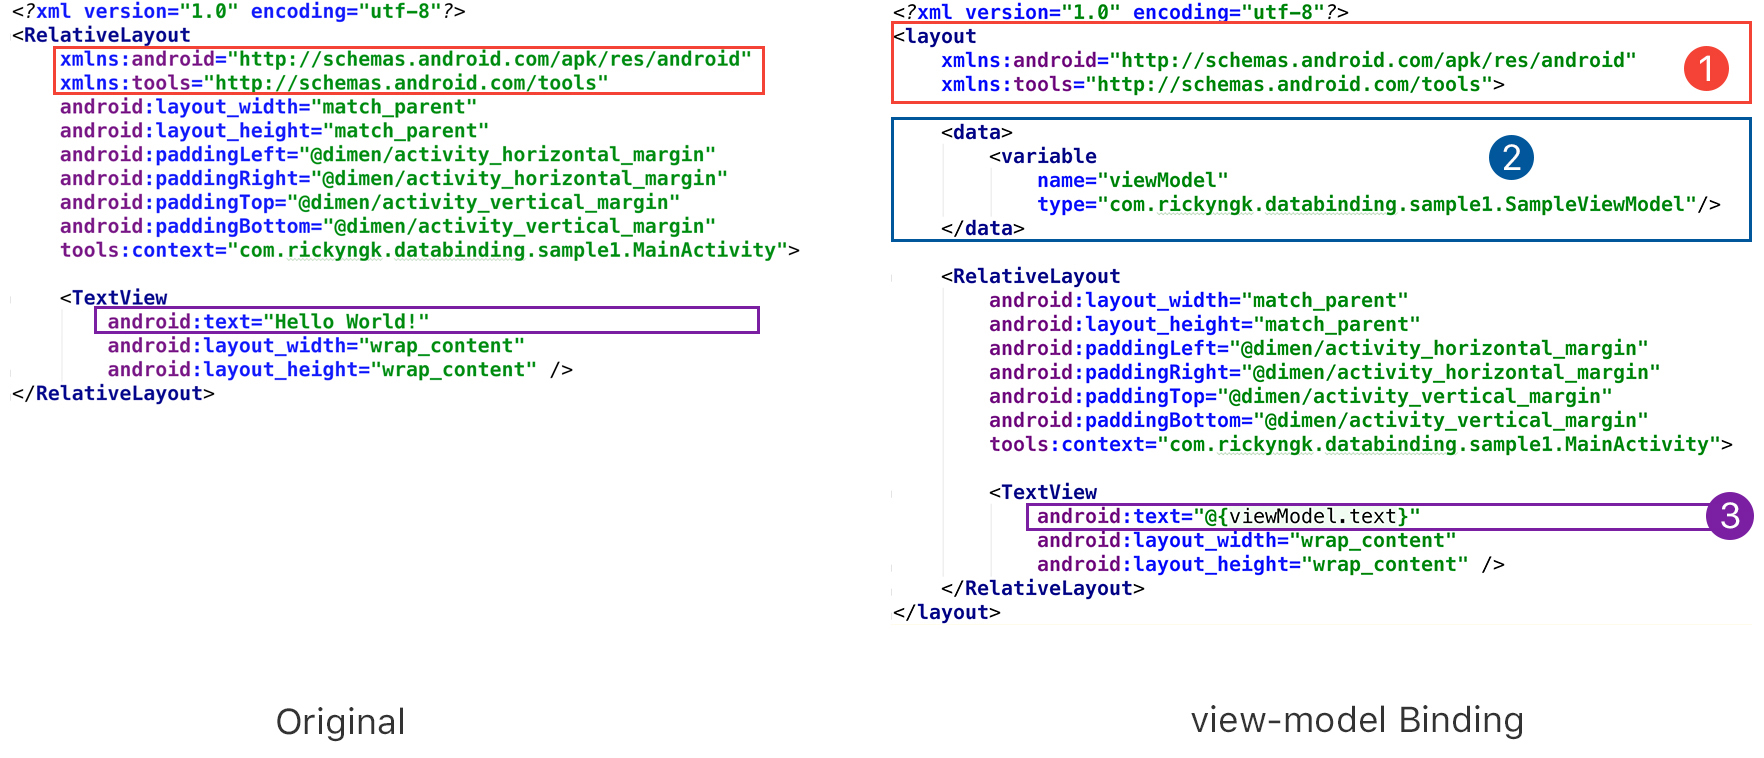 <?xml version="1.0" encoding="utf-8"?>
<RelativeLayout
    xmlns:android="http://schemas.android.com/apk/res/android"
    xmlns:tools="http://schemas.android.com/tools"
    android:layout_width="match_parent"
    android:layout_height="match_parent"
    android:paddingLeft="@dimen/activity_horizontal_margin"
    android:paddingRight="@dimen/activity_horizontal_margin"
    android:paddingTop="@dimen/activity_vertical_margin"
    android:paddingBottom="@dimen/activity_vertical_margin"
    tools:context="com.rickyngk.databinding.sample1.MainActivity">
    <TextView
        android:text="Hello World!"
        android:layout_width="wrap_content"
        android:layout_height="wrap_content" />
</RelativeLayout>
Original
<?xml version="1.0" encoding="utf-8"?>
<layout
    xmlns:android="http://schemas.android.com/apk/res/android"
    xmlns:tools="http://schemas.android.com/tools">
1
    <data>
        <variable
            name="viewModel"
            type="com.rickyngk.databinding.sample1.SampleViewModel"/>
    </data>
2
    <RelativeLayout
        android:layout_width="match_parent"
        android:layout_height="match_parent"
        android:paddingLeft="@dimen/activity_horizontal_margin"
        android:paddingRight="@dimen/activity_horizontal_margin"
        android:paddingTop="@dimen/activity_vertical_margin"
        android:paddingBottom="@dimen/activity_vertical_margin"
        tools:context="com.rickyngk.databinding.sample1.MainActivity">
        <TextView
            android:text="@{viewModel.text}"
3
            android:layout_width="wrap_content"
            android:layout_height="wrap_content" />
    </RelativeLayout>
</layout>
view-model Binding